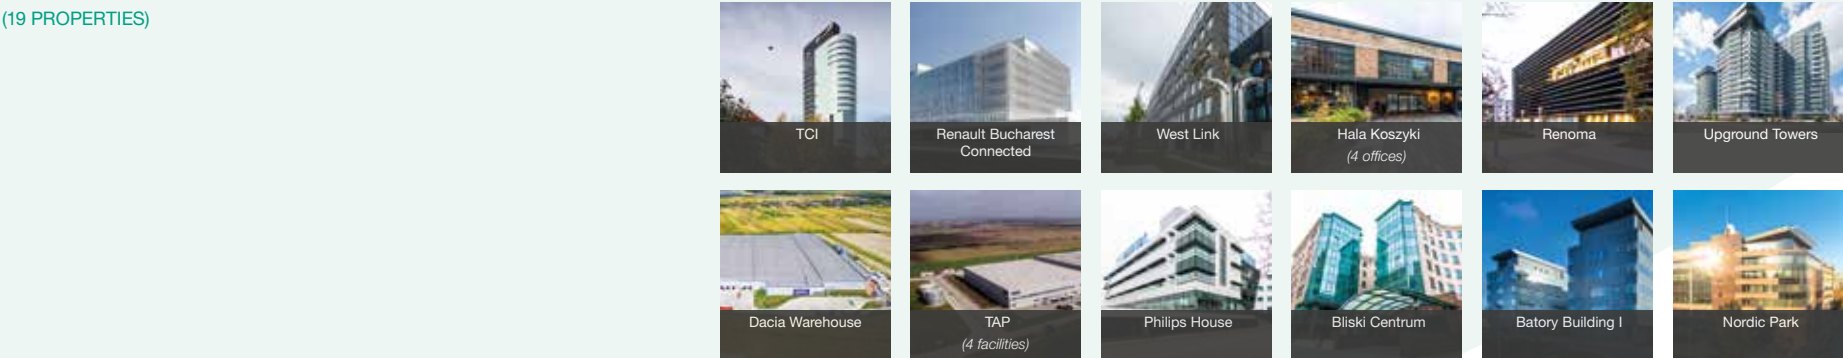 (19 PROPERTIES)
TCI
Renault Bucharest
Connected
West Link
Hala Koszyki
(4 offices)
Renoma
Upground Towers
Dacia Warehouse
TAP
(4 facilities)
Philips House
Bliski Centrum
Batory Building I
Nordic Park